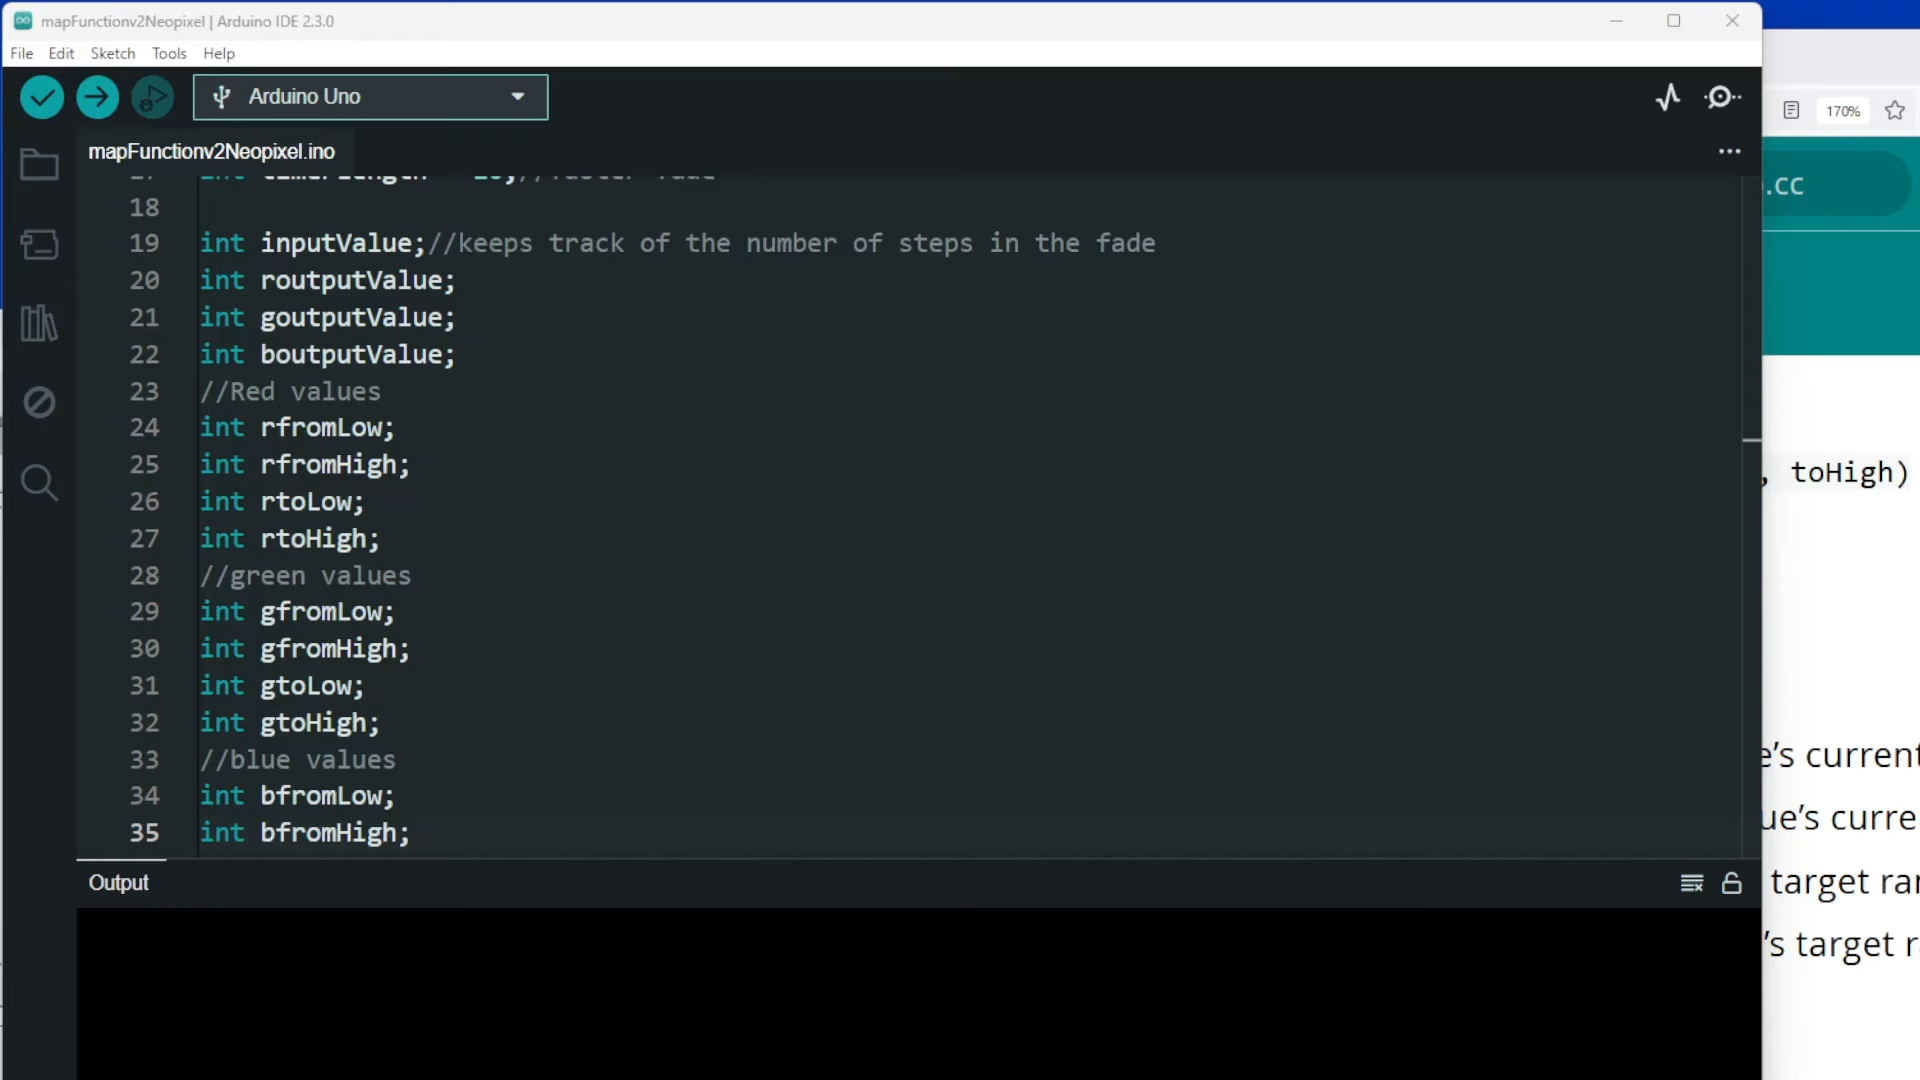 mapFunctionv2Neopixel | Arduino IDE 2.3.0
File Edit Sketch Tools Help
Arduino Uno
170%
mapFunctionv2Neopixel.ino
.cc
18
19 int inputValue;//keeps track of the number of steps in the fade
20 int routputValue;
21 int goutputValue;
22 int boutputValue;
23 //Red values
24 int rfromLow;
25 int rfromHigh;
, toHigh)
26 int rtoLow;
27 int rtoHigh;
28 //green values
29 int gfromLow;
30 int gfromHigh;
31 int gtoLow;
32 int gtoHigh;
33 //blue values
e's current
34 int bfromLow;
ue's curre
35 int bfromHigh;
Output
target ran
's target r